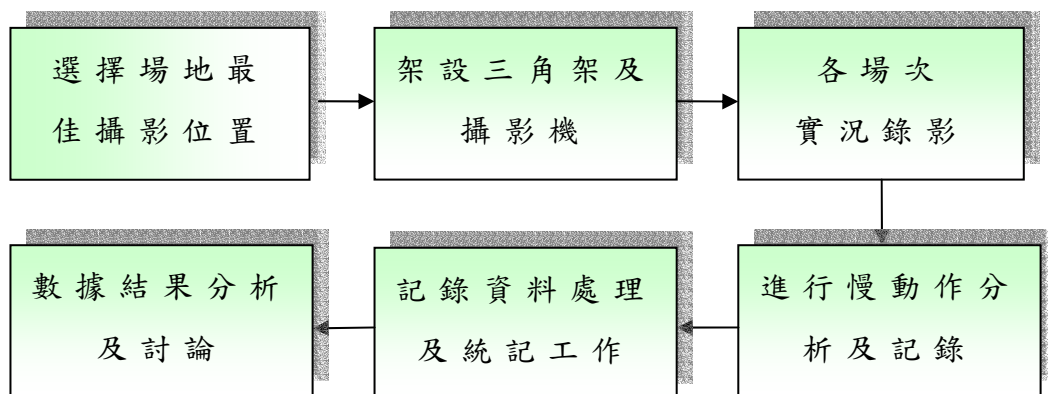 選擇場地最
佳攝影位置
架設三角架及
攝影機
各場次
實況錄影
進行慢動作分
析及記錄
記錄資料處理
及統記工作
數據結果分析
及討論